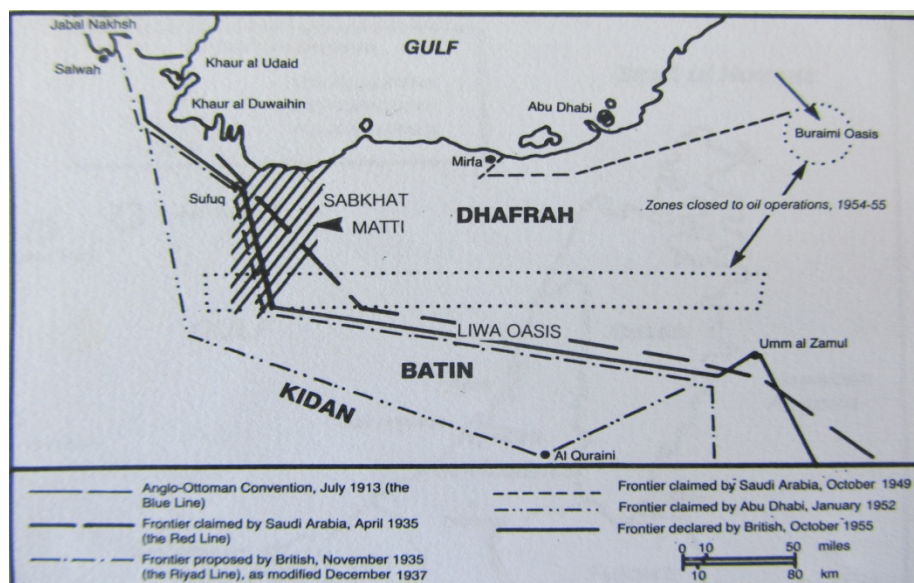 Jabal Nakhsh
Salwah
Khaur al Udaid
Khaur al Duwaihin
GULF
Abu Dhabi
Mirfa
Buraimi Oasis
Sufuq
SABKHAT
MATTI
DHAFRAH
Zones closed to oil operations, 1954-55
LIWA OASIS
Umm al Zamul
BATIN
KIDAN
Al Quraini
Anglo-Ottoman Convention, July 1913 (the
Blue Line)
Frontier claimed by Saudi Arabia, April 1935
(the Red Line)
Frontier proposed by British, November 1935
(the Riyad Line), as modified December 1937
Frontier claimed by Saudi Arabia, October 1949
Frontier claimed by Abu Dhabi, January 1952
Frontier declared by British, October 1955
0 10 50 miles
0 10 80 km